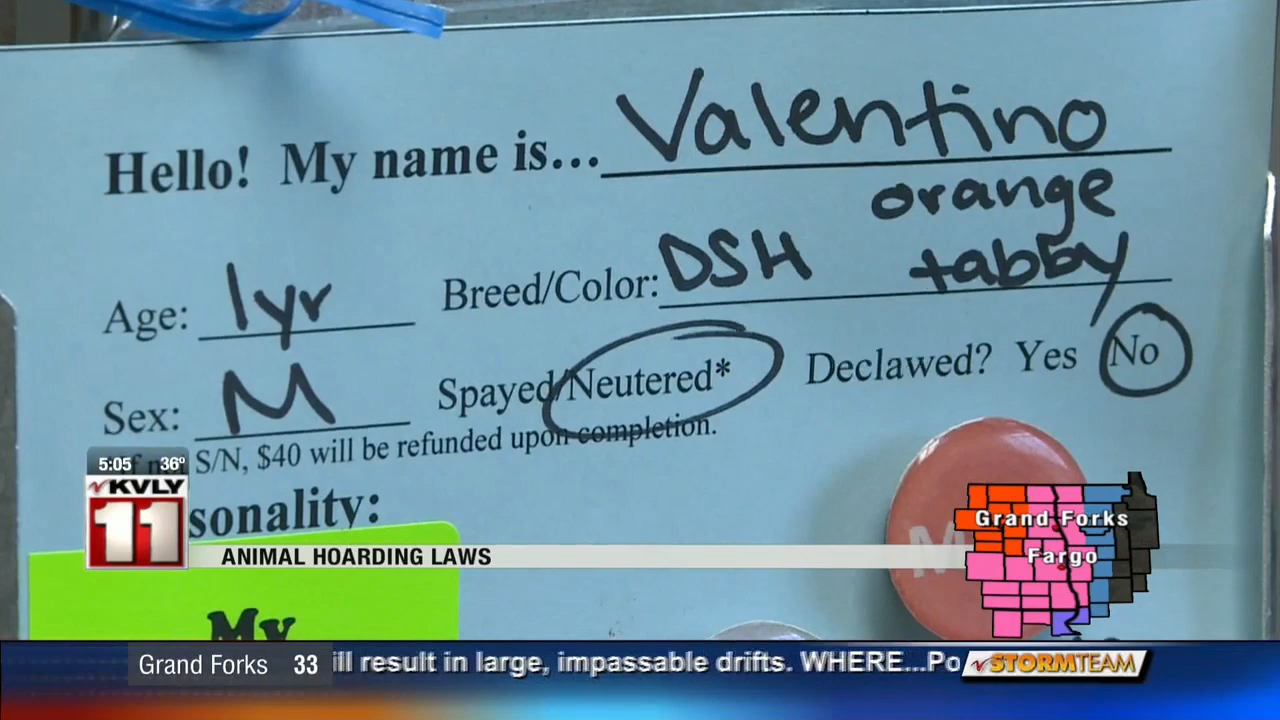 Hello! My name is... Valentino
orange
Age: 1yr Breed/Color: DSH tabby
Sex: M Spayed/Neutered* Declawed? Yes No
If not S/N, $40 will be refunded upon completion.
sonality:
5:05 36°
KVLY
11
ANIMAL HOARDING LAWS
M
Grand Forks
Fargo
My
Grand Forks 33 ill result in large, impassable drifts. WHERE...Po STORMTEAM